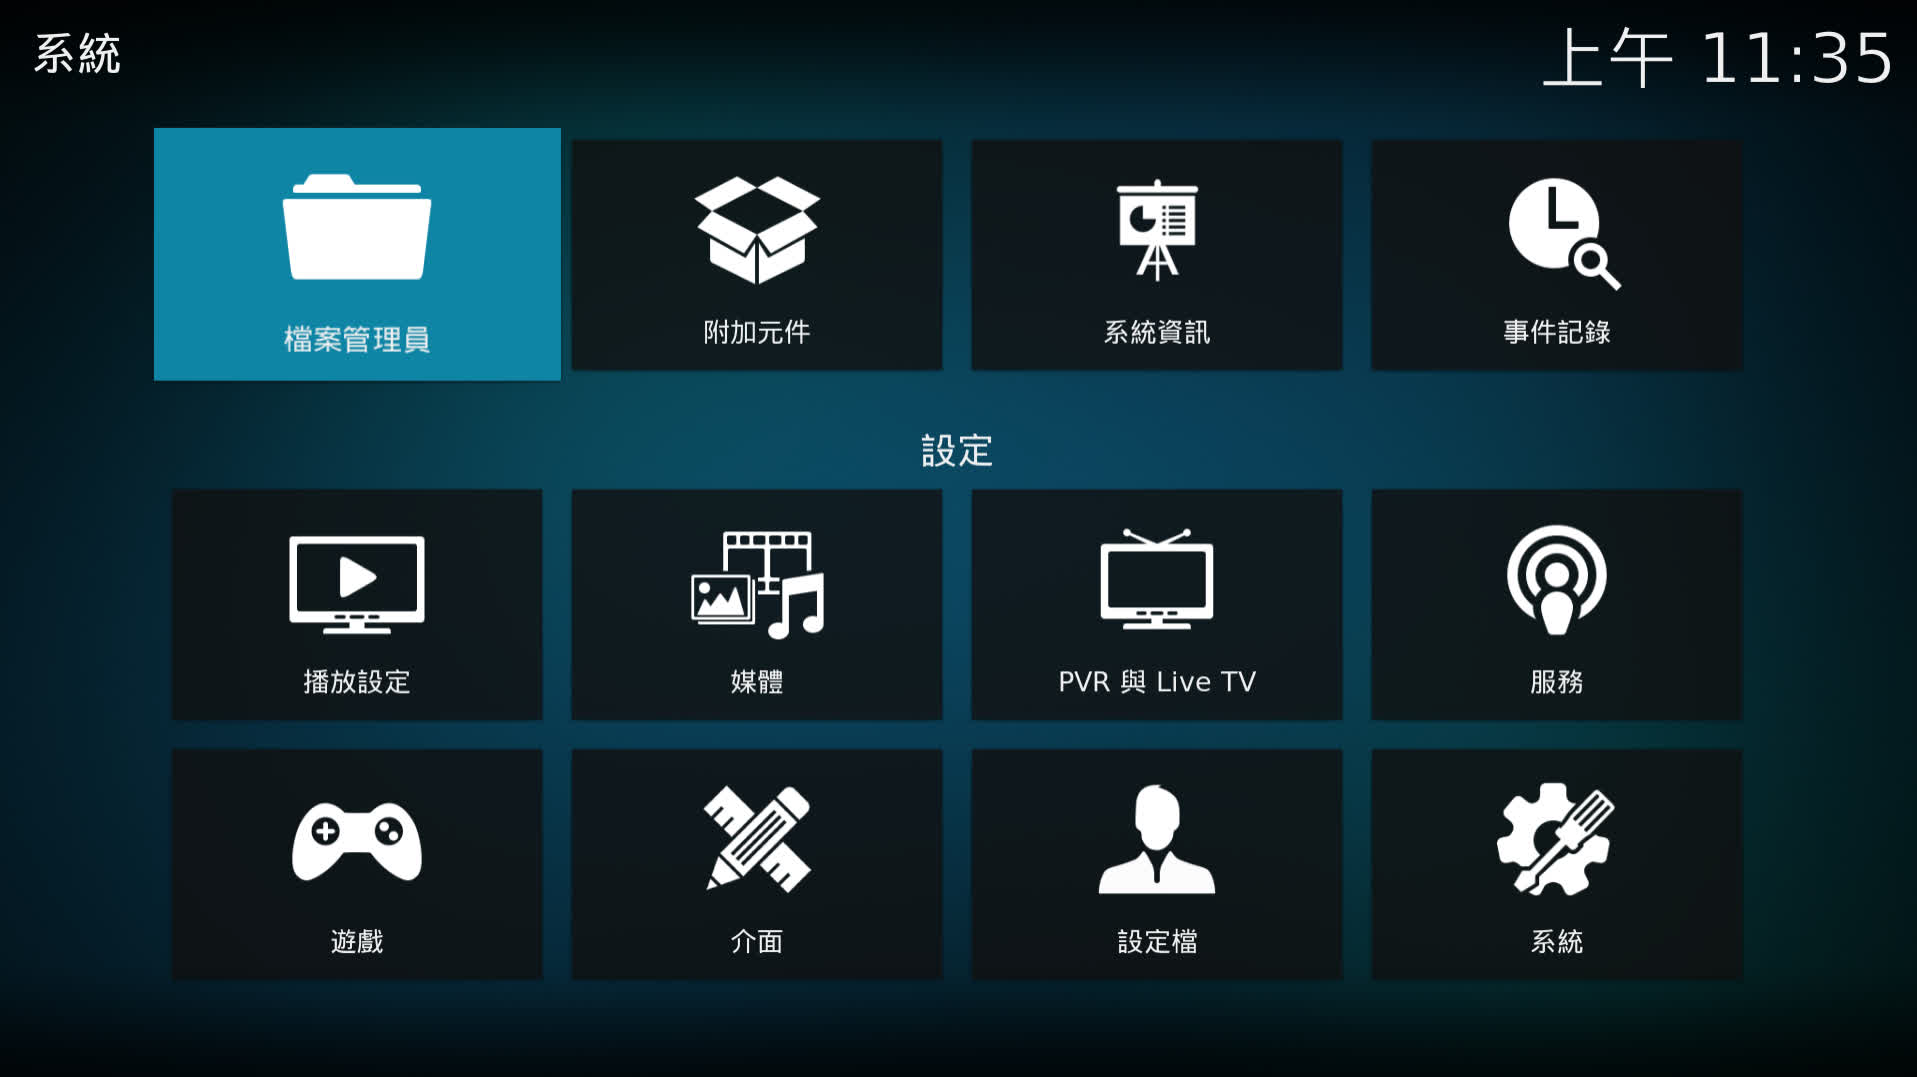 系統
上午 11:35
檔案管理員
附加元件
系統資訊
事件記錄
設定
播放設定
媒體
PVR 與 Live TV
服務
遊戲
介面
設定檔
系統